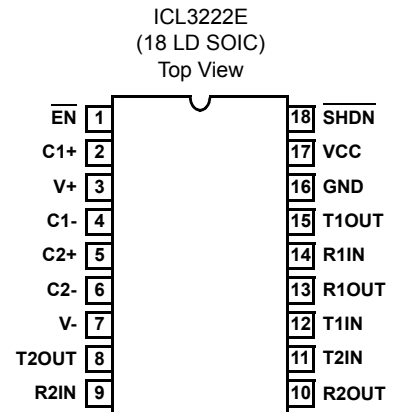 ICL3222E
(18 LD SOIC)
Top View
EN 1 18 SHDN
C1+ 2 17 VCC
V+ 3 16 GND
C1- 4 15 T1OUT
C2+ 5 14 R1IN
C2- 6 13 R1OUT
V- 7 12 T1IN
T2OUT 8 11 T2IN
R2IN 9 10 R2OUT